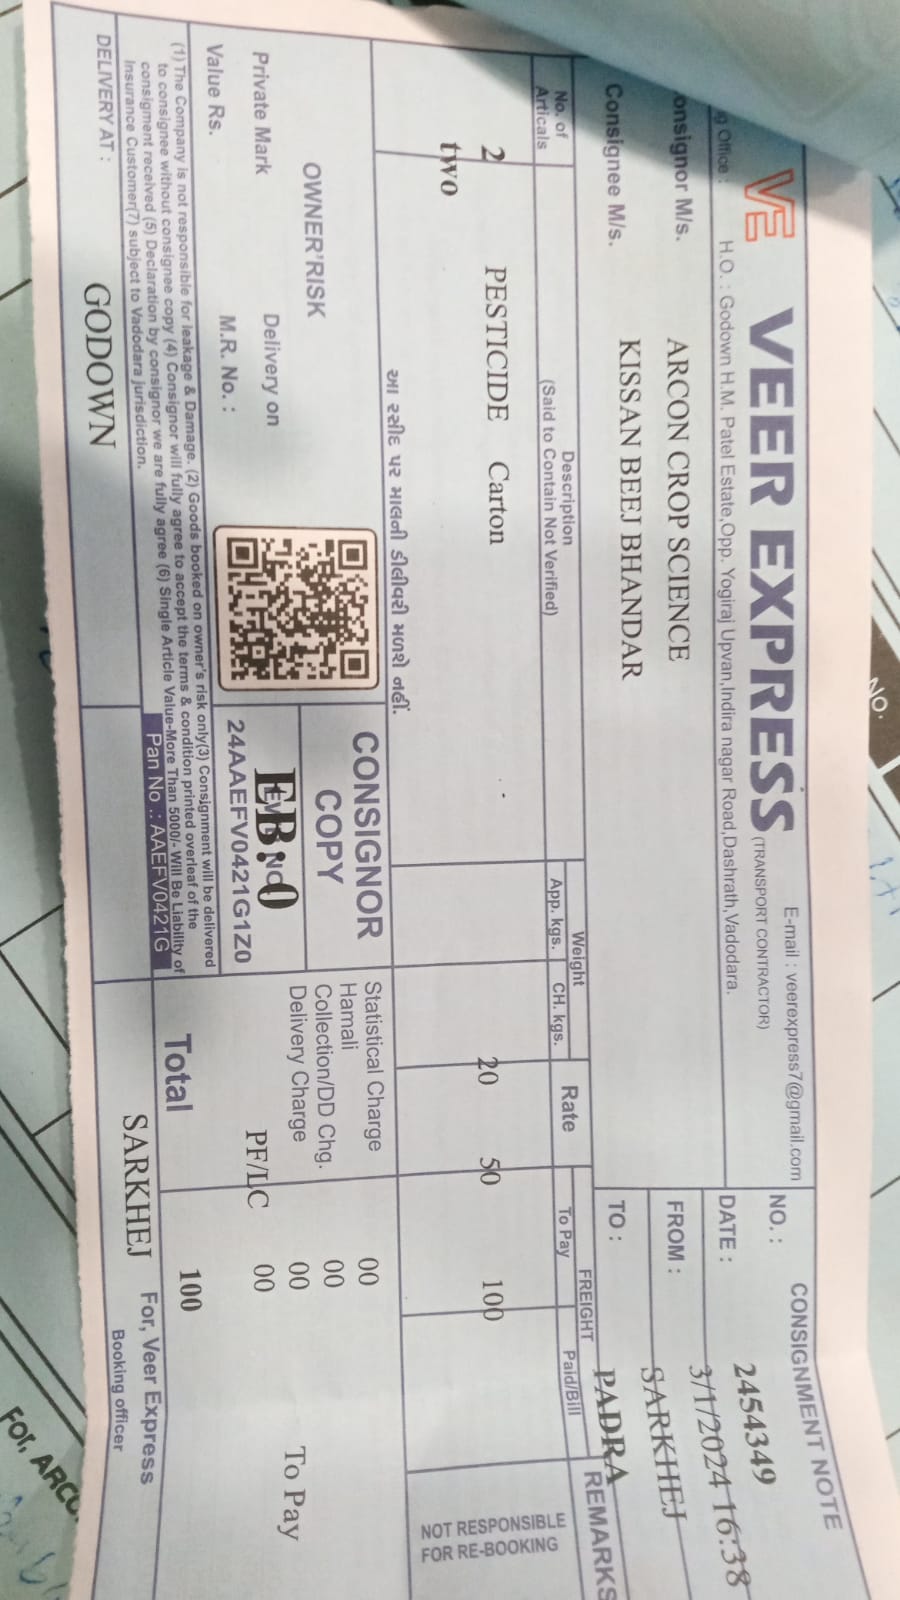 VE VEER EXPRESS (TRANSPORT CONTRACTOR)
E-mail : veerexpress7@gmail.com
g Office : H.O. : Godown H.M. Patel Estate,Opp. Yogiraj Upvan,Indira nagar Road,Dashrath,Vadodara.
CONSIGNMENT NOTE
NO. : 2454349
DATE : 3/1/2024 16:38
onsignor M/s. ARCON CROP SCIENCE
FROM : SARKHEJ
Consignee M/s. KISSAN BEEJ BHANDAR
TO : PADRA
No. of Articals
Description
(Said to Contain Not Verified)
Weight
App. kgs. CH. kgs.
Rate
FREIGHT
To Pay Paid/Bill
REMARKS
2 PESTICIDE Carton 20 50 100
two
NOT RESPONSIBLE
FOR RE-BOOKING
આ રસીદ પર માલની ડીલીવરી મળશે નહીં.
OWNER'RISK
CONSIGNOR
COPY
Statistical Charge 00
Hamali 00
Collection/DD Chg. 00
Delivery Charge
PF/LC 00
To Pay
Private Mark Delivery on
EB: 0
Value Rs. M.R. No. : 24AAEFV0421G1Z0
Total 100
(1) The Company is not responsible for leakage & Damage. (2) Goods booked on owner's risk only(3) Consignment will be delivered
to consignee without consignee copy (4) Consignor will fully agree to accept the terms & condition printed overleaf of the
consigment received (5) Declaration by consignor we are fully agree (6) Single Article Value-More Than 5000/- Will Be Liability of
Insurance Customer(7) subject to Vadodara jurisdiction.
Pan No .: AAEFV0421G
DELIVERY AT : GODOWN
SARKHEJ For, Veer Express
Booking officer
NO.
For, ARCO